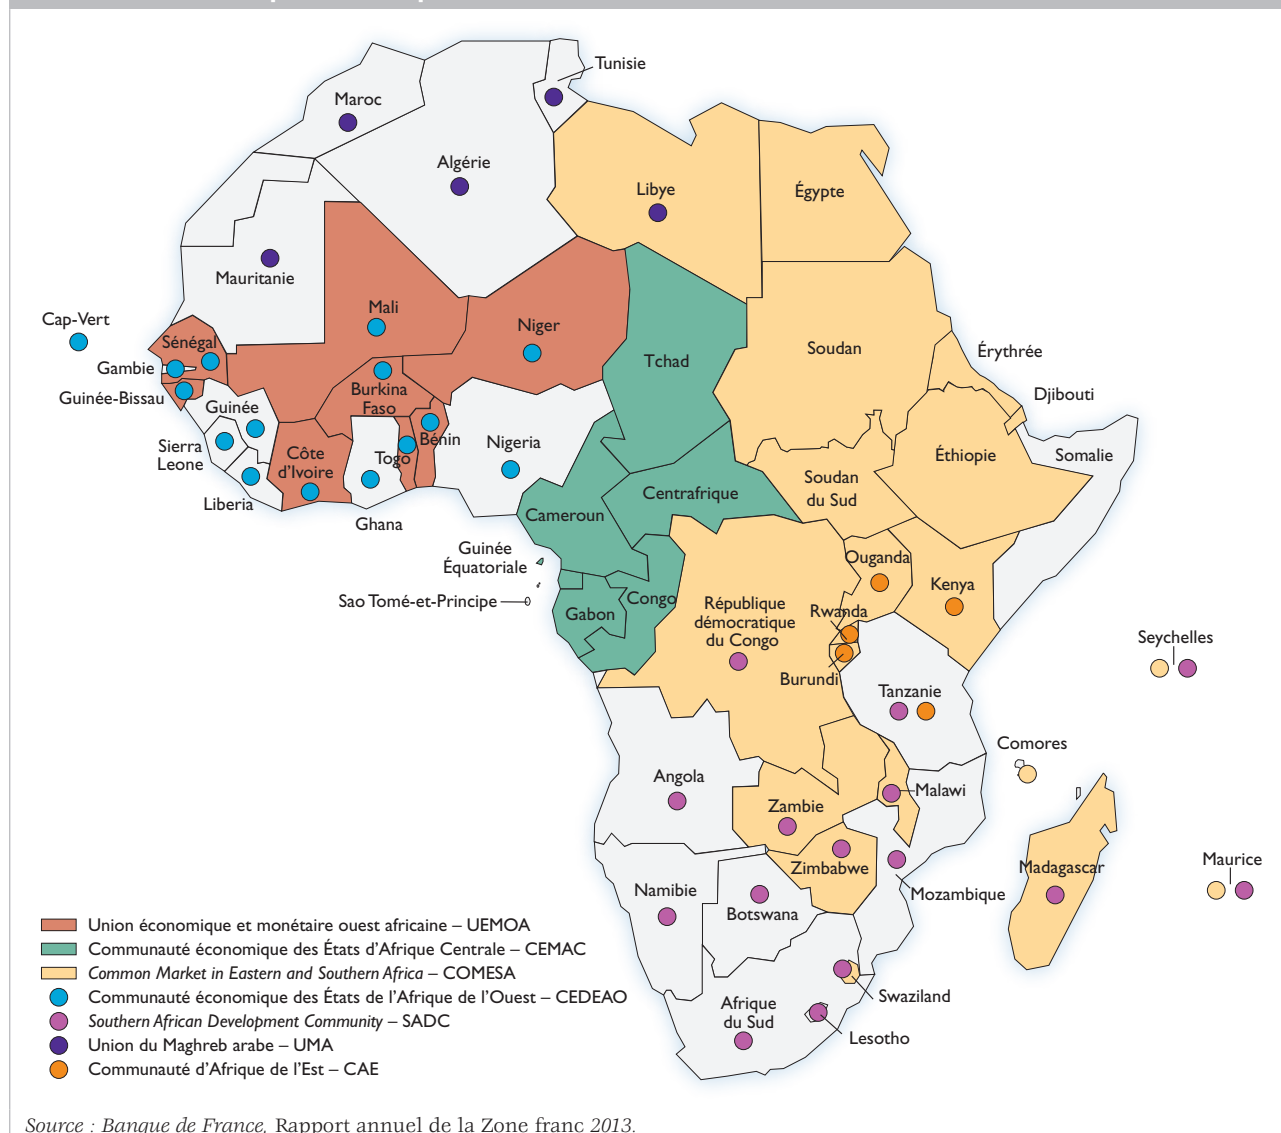 Tunisie
Maroc
Algérie
Libye
Égypte
Mauritanie
Cap-Vert
Mali
Niger
Sénégal
Tchad
Soudan
Érythrée
Gambie
Guinée-Bissau
Burkina
Faso
Djibouti
Guinée
Sierra
Leone
Côte
d'Ivoire
Togo
Bénin
Nigeria
Éthiopie
Somalie
Soudan
du Sud
Centrafrique
Liberia
Ghana
Cameroun
Guinée
Équatoriale
Ouganda
Kenya
Sao Tomé-et-Principe
Gabon
Congo
République
démocratique
du Congo
Rwanda
Seychelles
Burundi
Tanzanie
Comores
Angola
Malawi
Zambie
Maurice
Zimbabwe
Madagascar
Namibie
Botswana
Mozambique
Swaziland
Afrique
du Sud
Lesotho
Union économique et monétaire ouest africaine – UEMOA
Communauté économique des États d'Afrique Centrale – CEMAC
Common Market in Eastern and Southern Africa – COMESA
Communauté économique des États de l'Afrique de l'Ouest – CEDEAO
Southern African Development Community – SADC
Union du Maghreb arabe – UMA
Communauté d'Afrique de l'Est – CAE
Source : Banque de France, Rapport annuel de la Zone franc 2013.